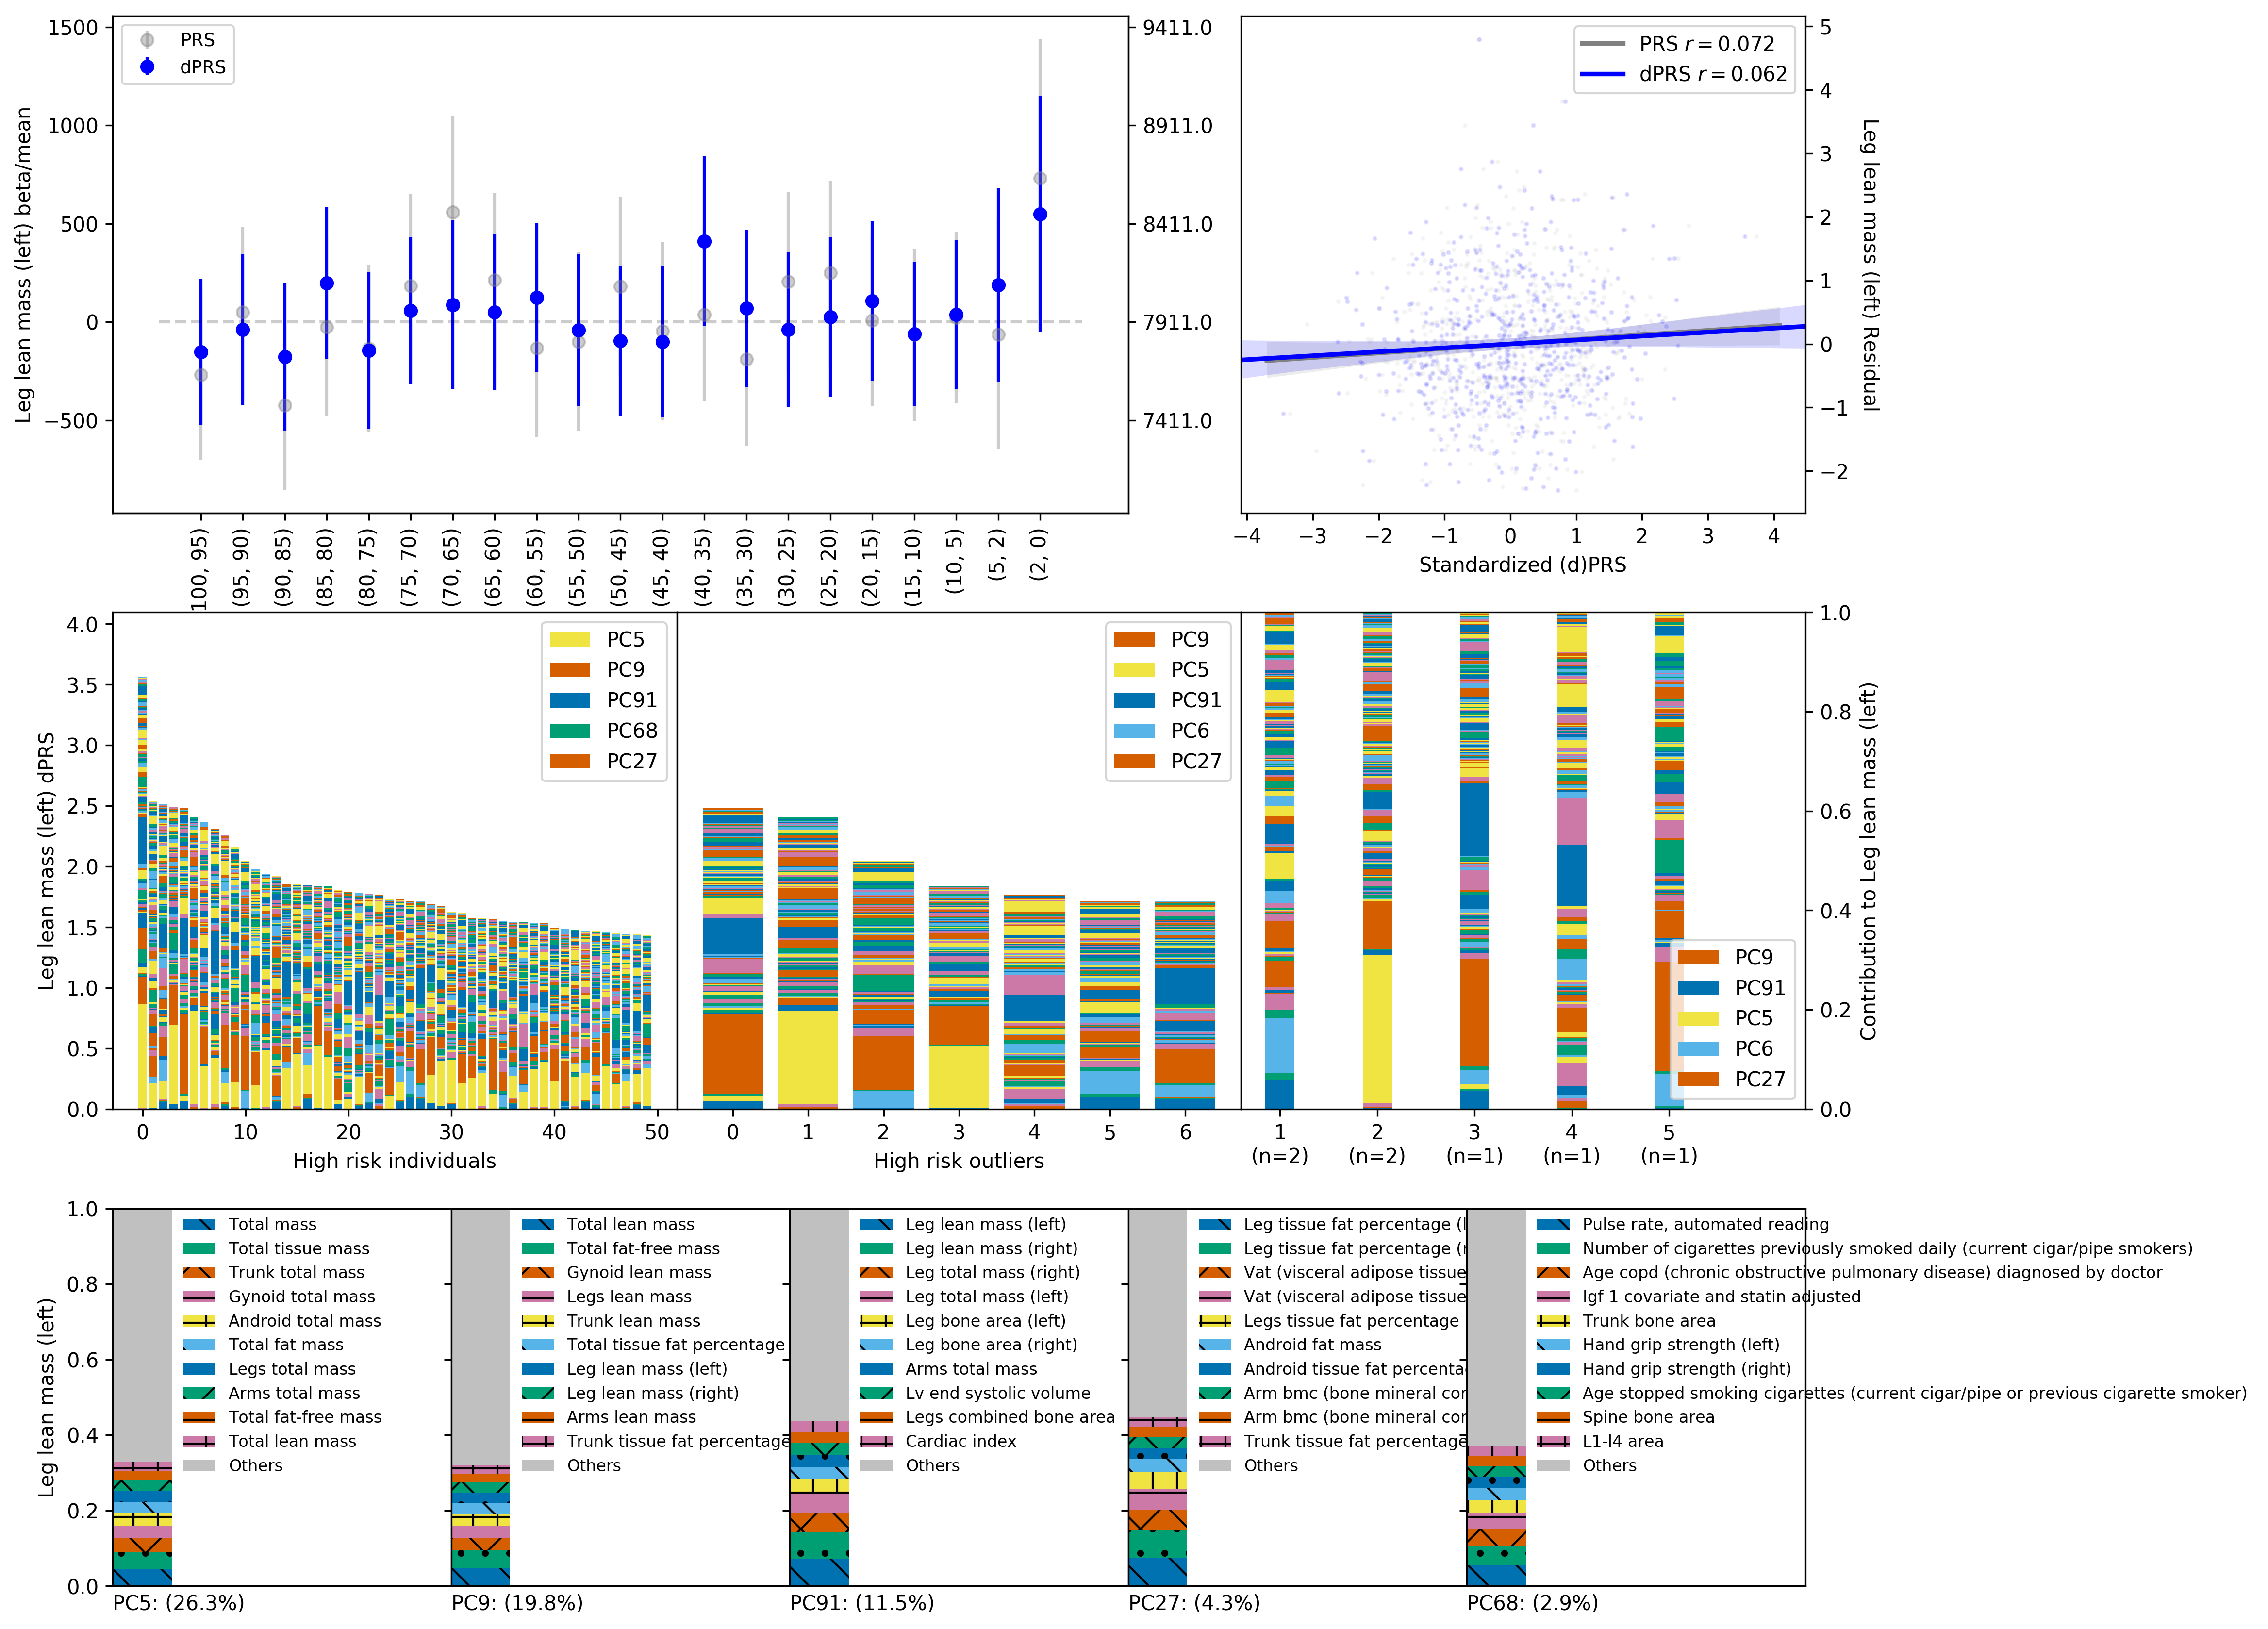 1500
1000
500
0
−500
Leg lean mass (left) beta/mean
PRS
dPRS
9411.0
8911.0
8411.0
7911.0
7411.0
100, 95)
(95, 90)
(90, 85)
(85, 80)
(80, 75)
(75, 70)
(70, 65)
(65, 60)
(60, 55)
(55, 50)
(50, 45)
(45, 40)
(40, 35)
(35, 30)
(30, 25)
(25, 20)
(20, 15)
(15, 10)
(10, 5)
(5, 2)
(2, 0)
PRS r = 0.072
dPRS r = 0.062
5
4
3
2
1
0
−1
−2
Leg lean mass (left) Residual
−4 −3 −2 −1 0 1 2 3 4
Standardized (d)PRS
4.0
3.5
3.0
2.5
2.0
1.5
1.0
0.5
0.0
Leg lean mass (left) dPRS
PC5
PC9
PC91
PC68
PC27
0 10 20 30 40 50
High risk individuals
PC9
PC5
PC91
PC6
PC27
0 1 2 3 4 5 6
High risk outliers
PC9
PC91
PC5
PC6
PC27
1 2 3 4 5
(n=2) (n=2) (n=1) (n=1) (n=1)
1.0
0.8
0.6
0.4
0.2
0.0
Contribution to Leg lean mass (left)
1.0
0.8
0.6
0.4
0.2
0.0
Leg lean mass (left)
Total mass
Total tissue mass
Trunk total mass
Gynoid total mass
Android total mass
Total fat mass
Legs total mass
Arms total mass
Total fat-free mass
Total lean mass
Others
PC5: (26.3%)
Total lean mass
Total fat-free mass
Gynoid lean mass
Legs lean mass
Trunk lean mass
Total tissue fat percentage
Leg lean mass (left)
Leg lean mass (right)
Arms lean mass
Trunk tissue fat percentage
Others
PC9: (19.8%)
Leg lean mass (left)
Leg lean mass (right)
Leg total mass (right)
Leg total mass (left)
Leg bone area (left)
Leg bone area (right)
Arms total mass
Lv end systolic volume
Legs combined bone area
Cardiac index
Others
PC91: (11.5%)
Leg tissue fat percentage (l
Leg tissue fat percentage (r
Vat (visceral adipose tissue
Vat (visceral adipose tissue
Legs tissue fat percentage
Android fat mass
Android tissue fat percenta
Arm bmc (bone mineral con
Arm bmc (bone mineral con
Trunk tissue fat percentage
Others
PC27: (4.3%)
Pulse rate, automated reading
Number of cigarettes previously smoked daily (current cigar/pipe smokers)
Age copd (chronic obstructive pulmonary disease) diagnosed by doctor
Igf 1 covariate and statin adjusted
Trunk bone area
Hand grip strength (left)
Hand grip strength (right)
Age stopped smoking cigarettes (current cigar/pipe or previous cigarette smoker)
Spine bone area
L1-l4 area
Others
PC68: (2.9%)